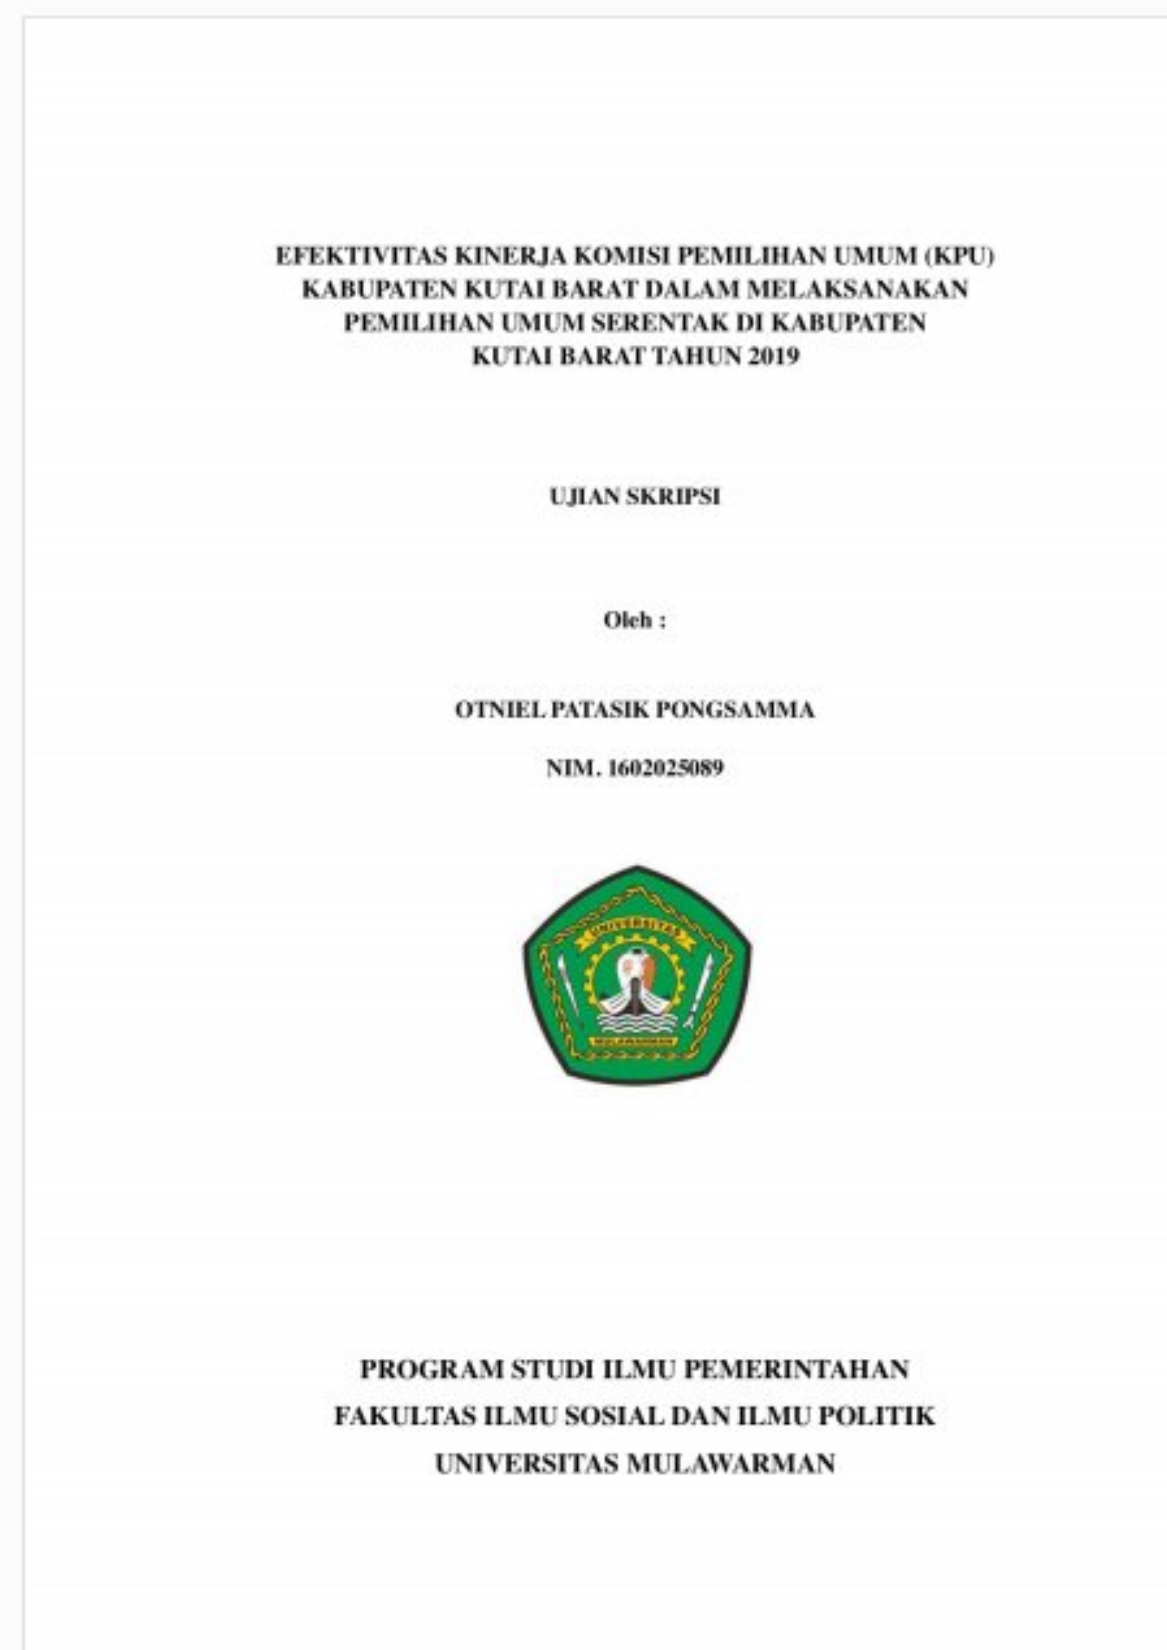 EFEKTIVITAS KINERJA KOMISI PEMILIHAN UMUM (KPU)
KABUPATEN KUTAI BARAT DALAM MELAKSANAKAN
PEMILIHAN UMUM SERENTAK DI KABUPATEN
KUTAI BARAT TAHUN 2019
UJIAN SKRIPSI
Oleh :
OTNIEL PATASIK PONGSAMMA
NIM. 1602025089
UNIVERSITAS
MULAWARMAN
PROGRAM STUDI ILMU PEMERINTAHAN
FAKULTAS ILMU SOSIAL DAN ILMU POLITIK
UNIVERSITAS MULAWARMAN